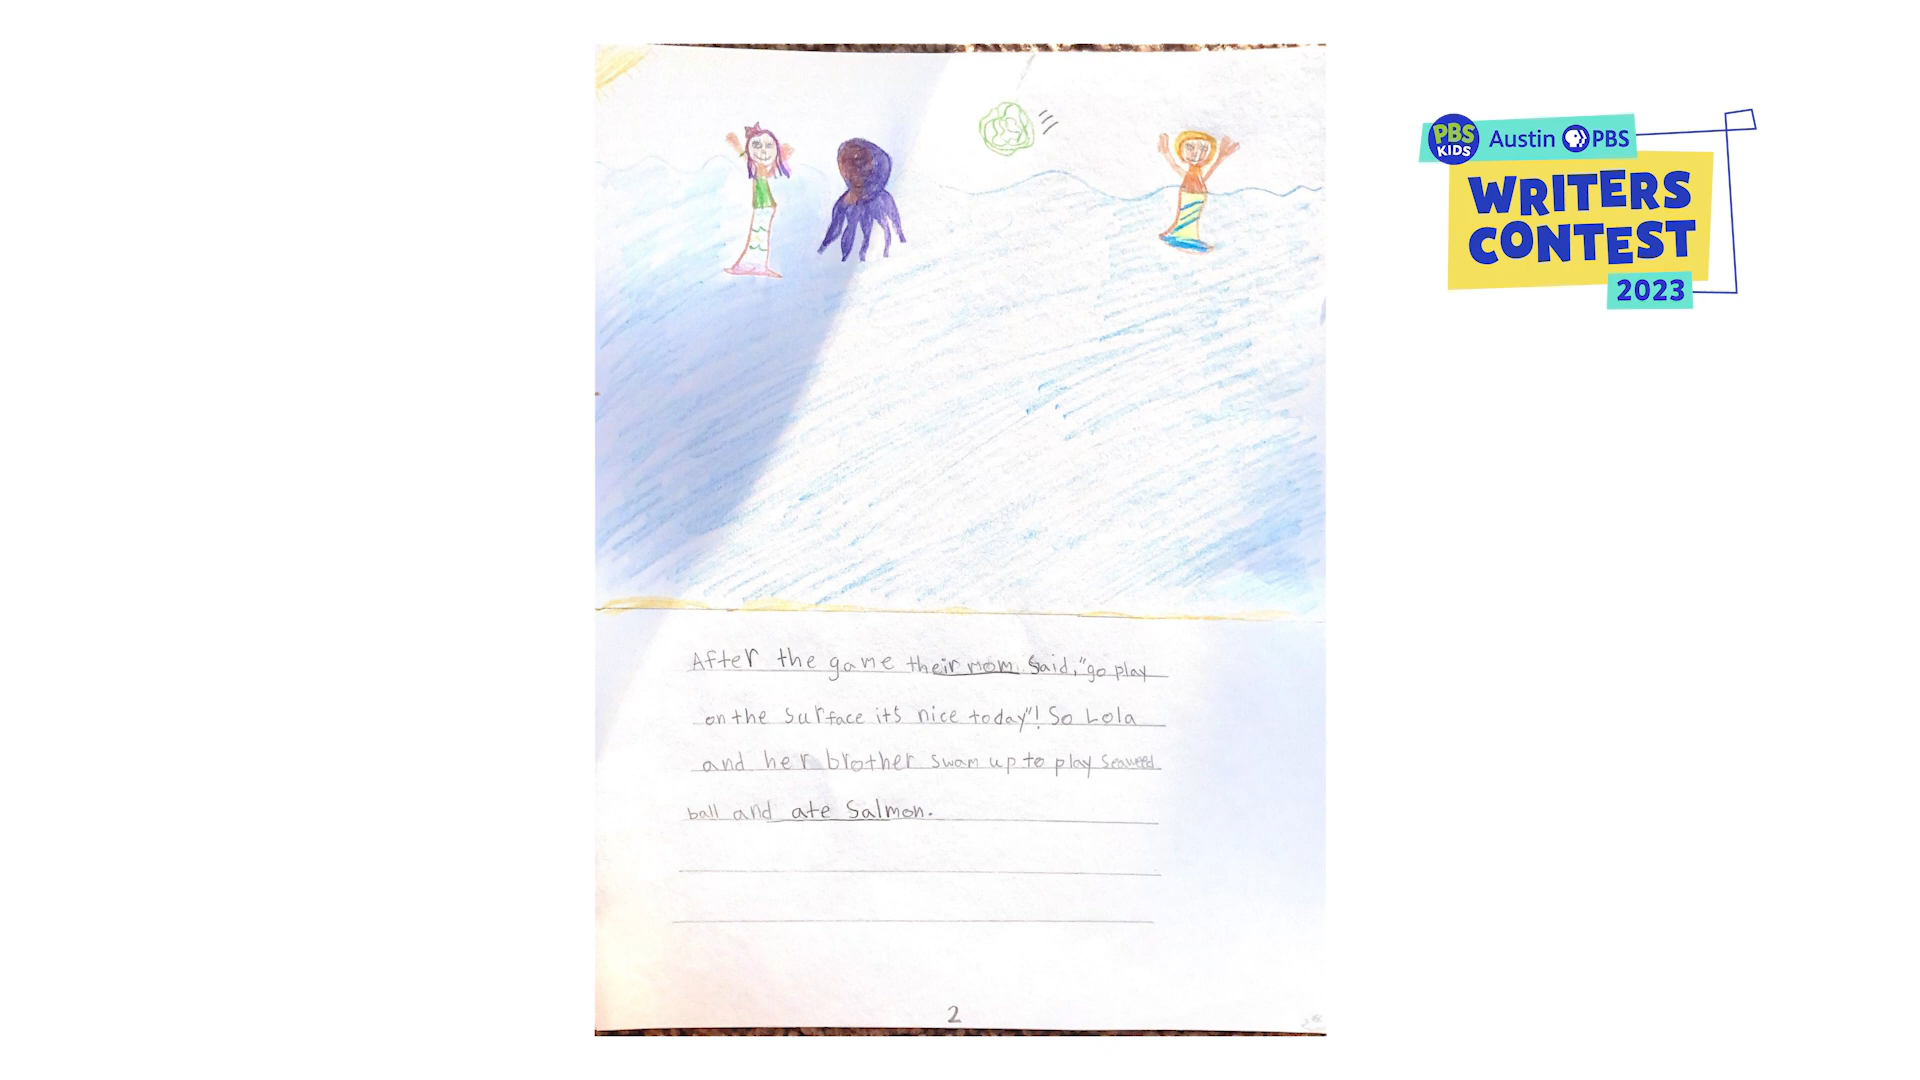 PBS
KIDS
Austin PBS
WRITERS
CONTEST
2023
After the game their mom said, "go play
on the surface it's nice today"! So Lola
and her brother swam up to play Seaweed
ball and ate Salmon.
2